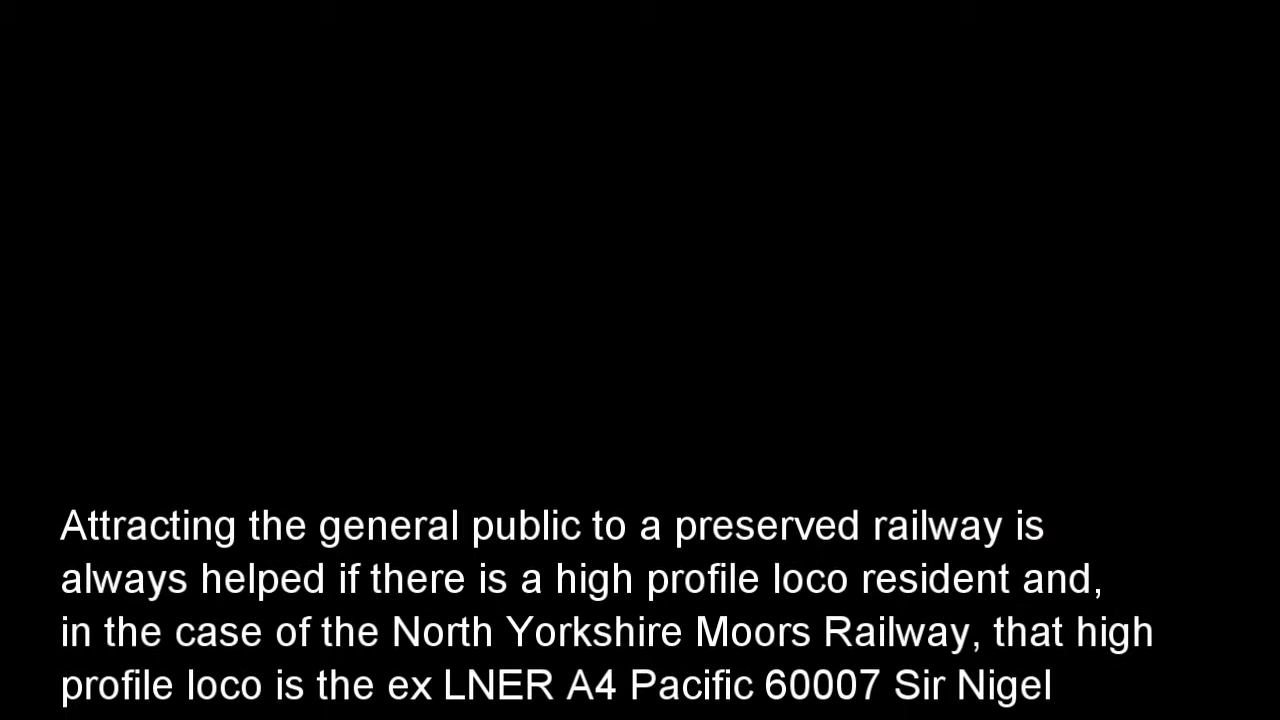 Attracting the general public to a preserved railway is
always helped if there is a high profile loco resident and,
in the case of the North Yorkshire Moors Railway, that high
profile loco is the ex LNER A4 Pacific 60007 Sir Nigel